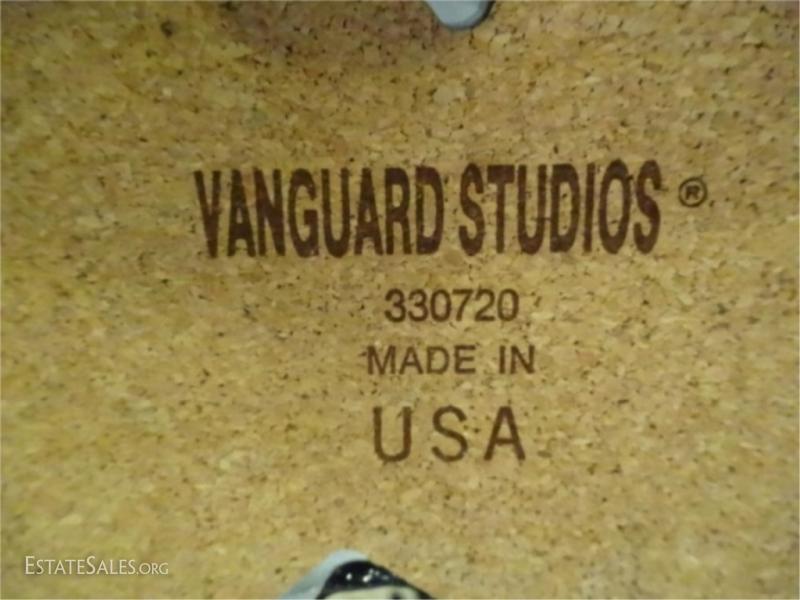 VANGUARD STUDIOS ®
330720
MADE IN
USA
ESTATESALES.ORG